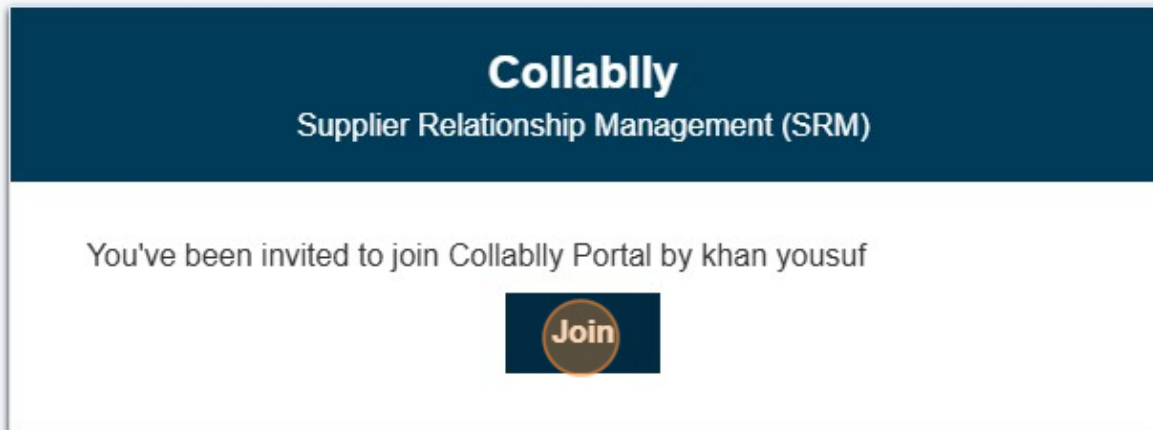 Collablly
Supplier Relationship Management (SRM)
You've been invited to join Collablly Portal by khan yousuf
Join